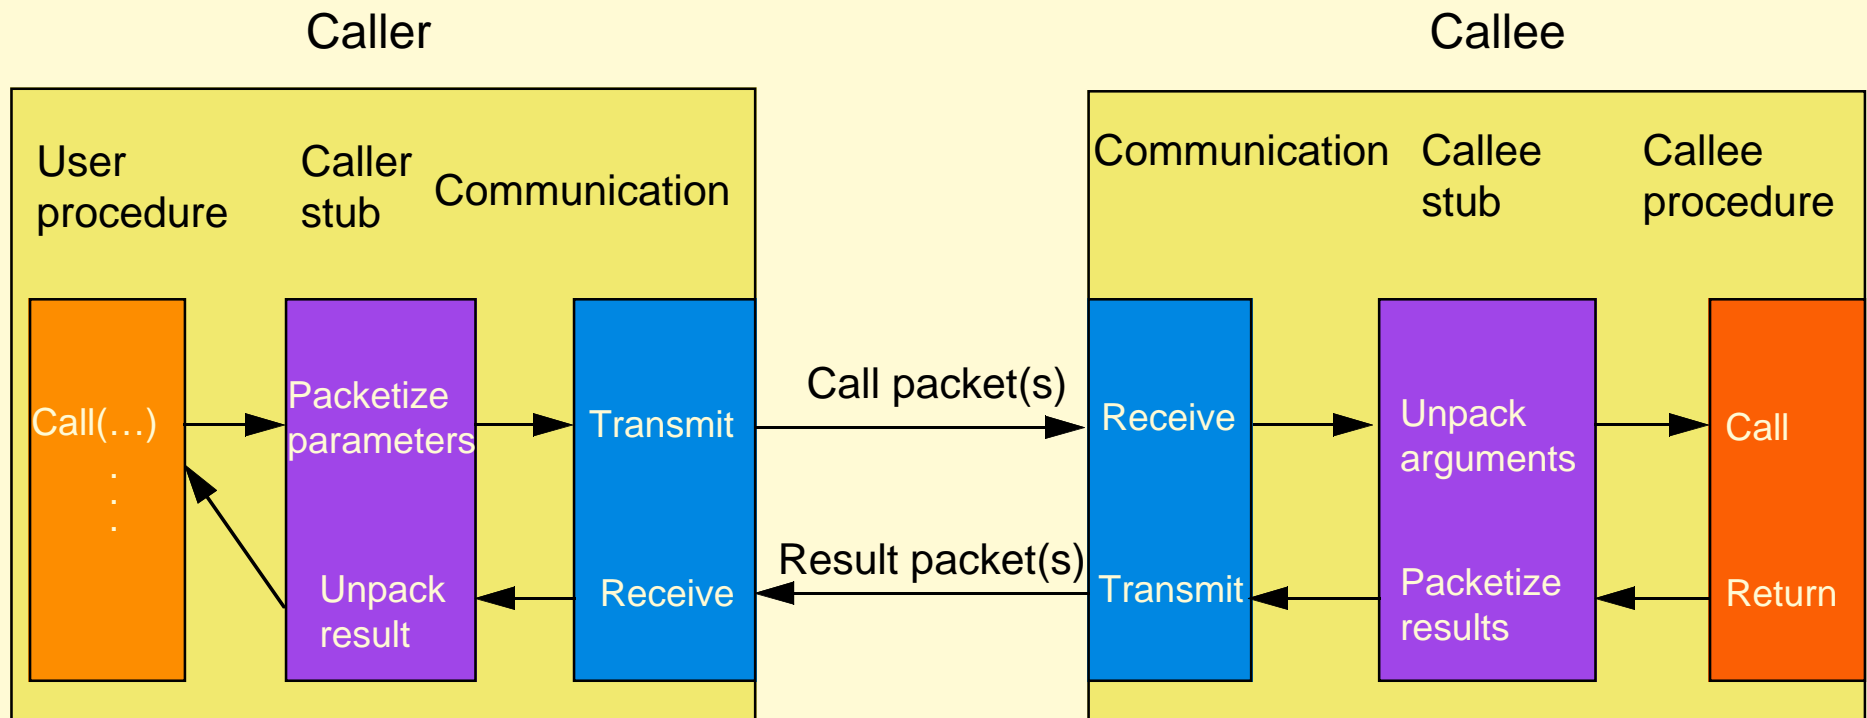 Caller
Callee
User
procedure
Caller
stub
Communication
Communication
Callee
stub
Callee
procedure
Call(…)
.
.
.
Packetize
parameters
Transmit
Call packet(s)
Receive
Unpack
arguments
Call
Unpack
result
Receive
Result packet(s)
Transmit
Packetize
results
Return